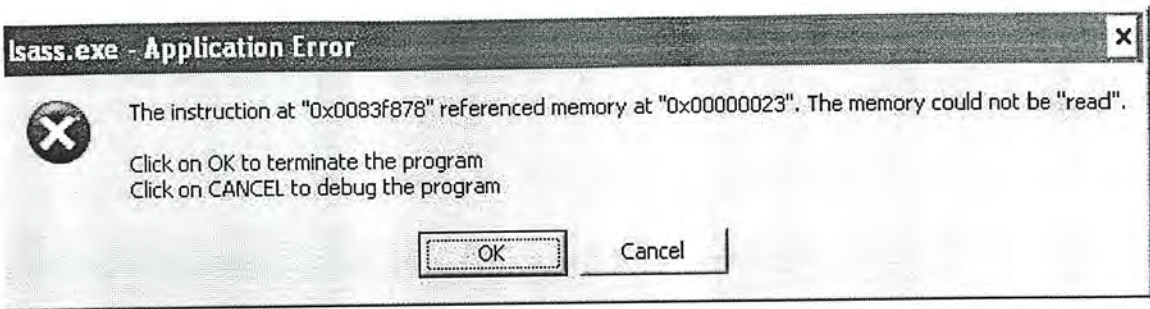 lsass.exe - Application Error
The instruction at "0x0083f878" referenced memory at "0x00000023". The memory could not be "read".
Click on OK to terminate the program
Click on CANCEL to debug the program
OK
Cancel